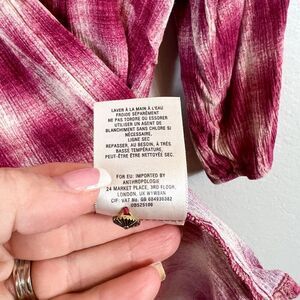 LAVER À LA MAIN À L'EAU
FROIDE SÉPARÉMENT
NE PAS TORDRE OU ESSORER
UTILISER UN AGENT DE
BLANCHIMENT SANS CHLORE SI
NÉCESSAIRE,
LIGNE SEC
REPASSER, AU BESOIN, À TRÈS
BASSE TEMPÉRATURE,
PEUT-ÊTRE ÊTRE NETTOYÉE SEC.
FOR EU: IMPORTED BY
ANTHROPOLOGIE
24 MARKET PLACE, 3RD FLOOR,
LONDON, UK W1W8AN
CIF: VAT No: GB 694930382
OB525106